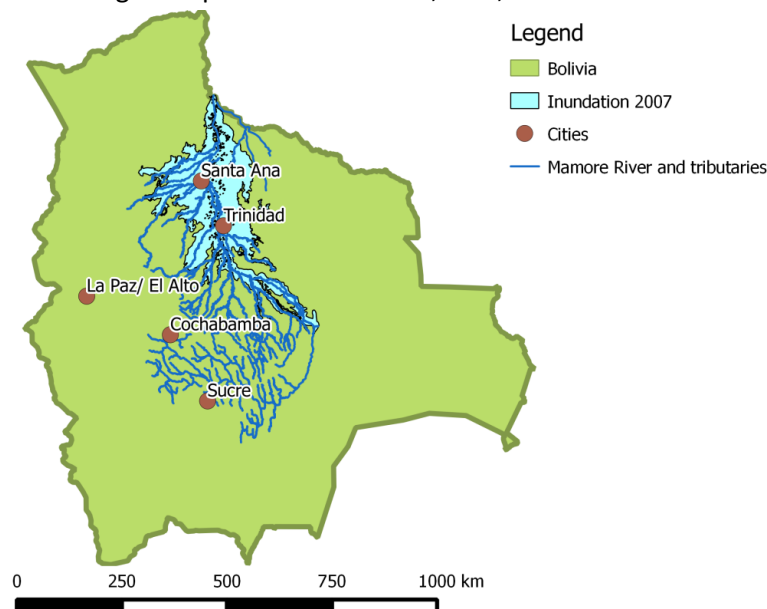 Legend
Bolivia
Inundation 2007
Cities
Mamore River and tributaries
Santa Ana
Trinidad
La Paz/ El Alto
Cochabamba
Sucre
0 250 500 750 1000 km